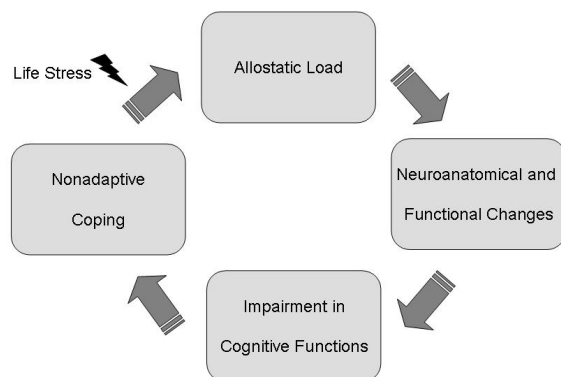 Life Stress
Allostatic Load
Neuroanatomical and
Functional Changes
Impairment in
Cognitive Functions
Nonadaptive
Coping